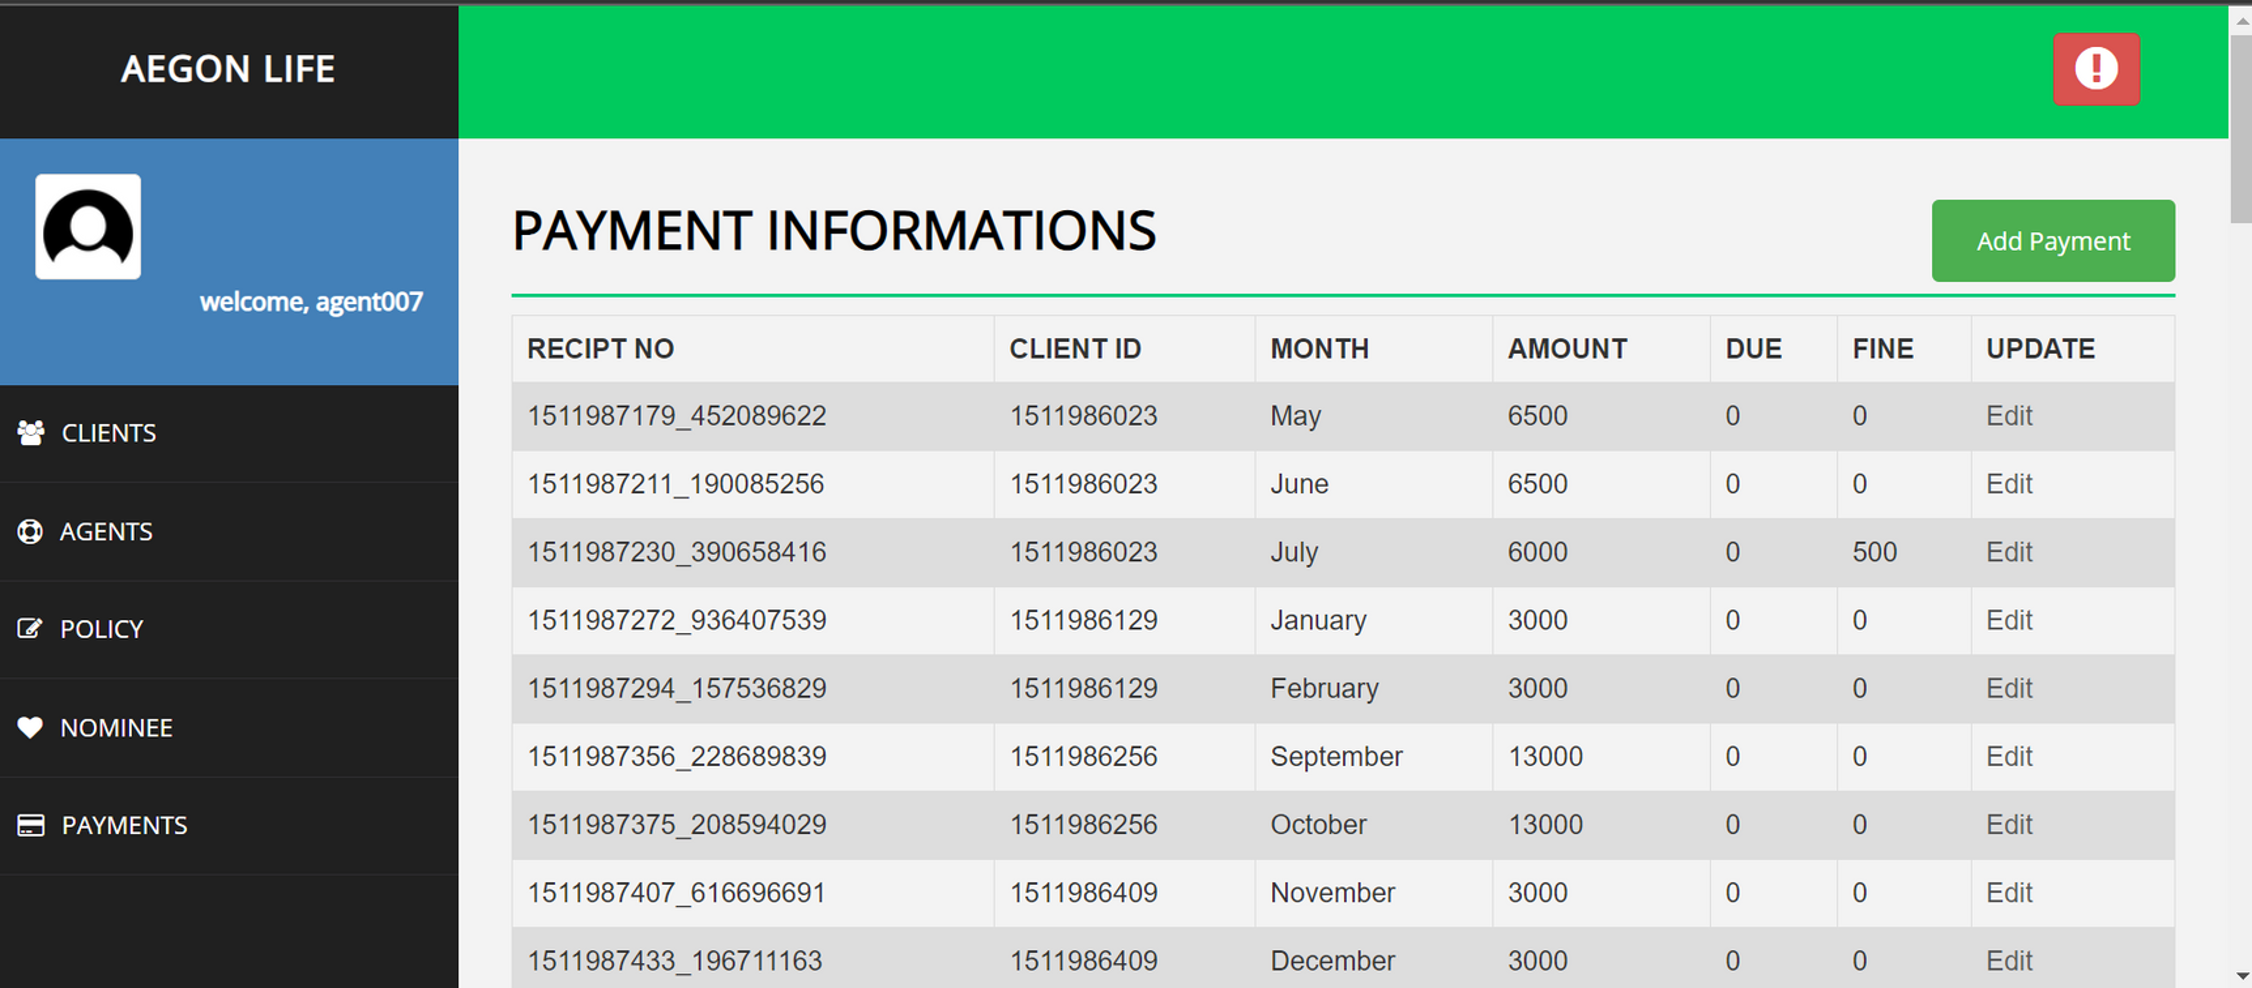 AEGON LIFE
welcome, agent007
CLIENTS
AGENTS
POLICY
NOMINEE
PAYMENTS
PAYMENT INFORMATIONS
Add Payment
RECIPT NO CLIENT ID MONTH AMOUNT DUE FINE UPDATE
1511987179_452089622 1511986023 May 6500 0 0 Edit
1511987211_190085256 1511986023 June 6500 0 0 Edit
1511987230_390658416 1511986023 July 6000 0 500 Edit
1511987272_936407539 1511986129 January 3000 0 0 Edit
1511987294_157536829 1511986129 February 3000 0 0 Edit
1511987356_228689839 1511986256 September 13000 0 0 Edit
1511987375_208594029 1511986256 October 13000 0 0 Edit
1511987407_616696691 1511986409 November 3000 0 0 Edit
1511987433_196711163 1511986409 December 3000 0 0 Edit